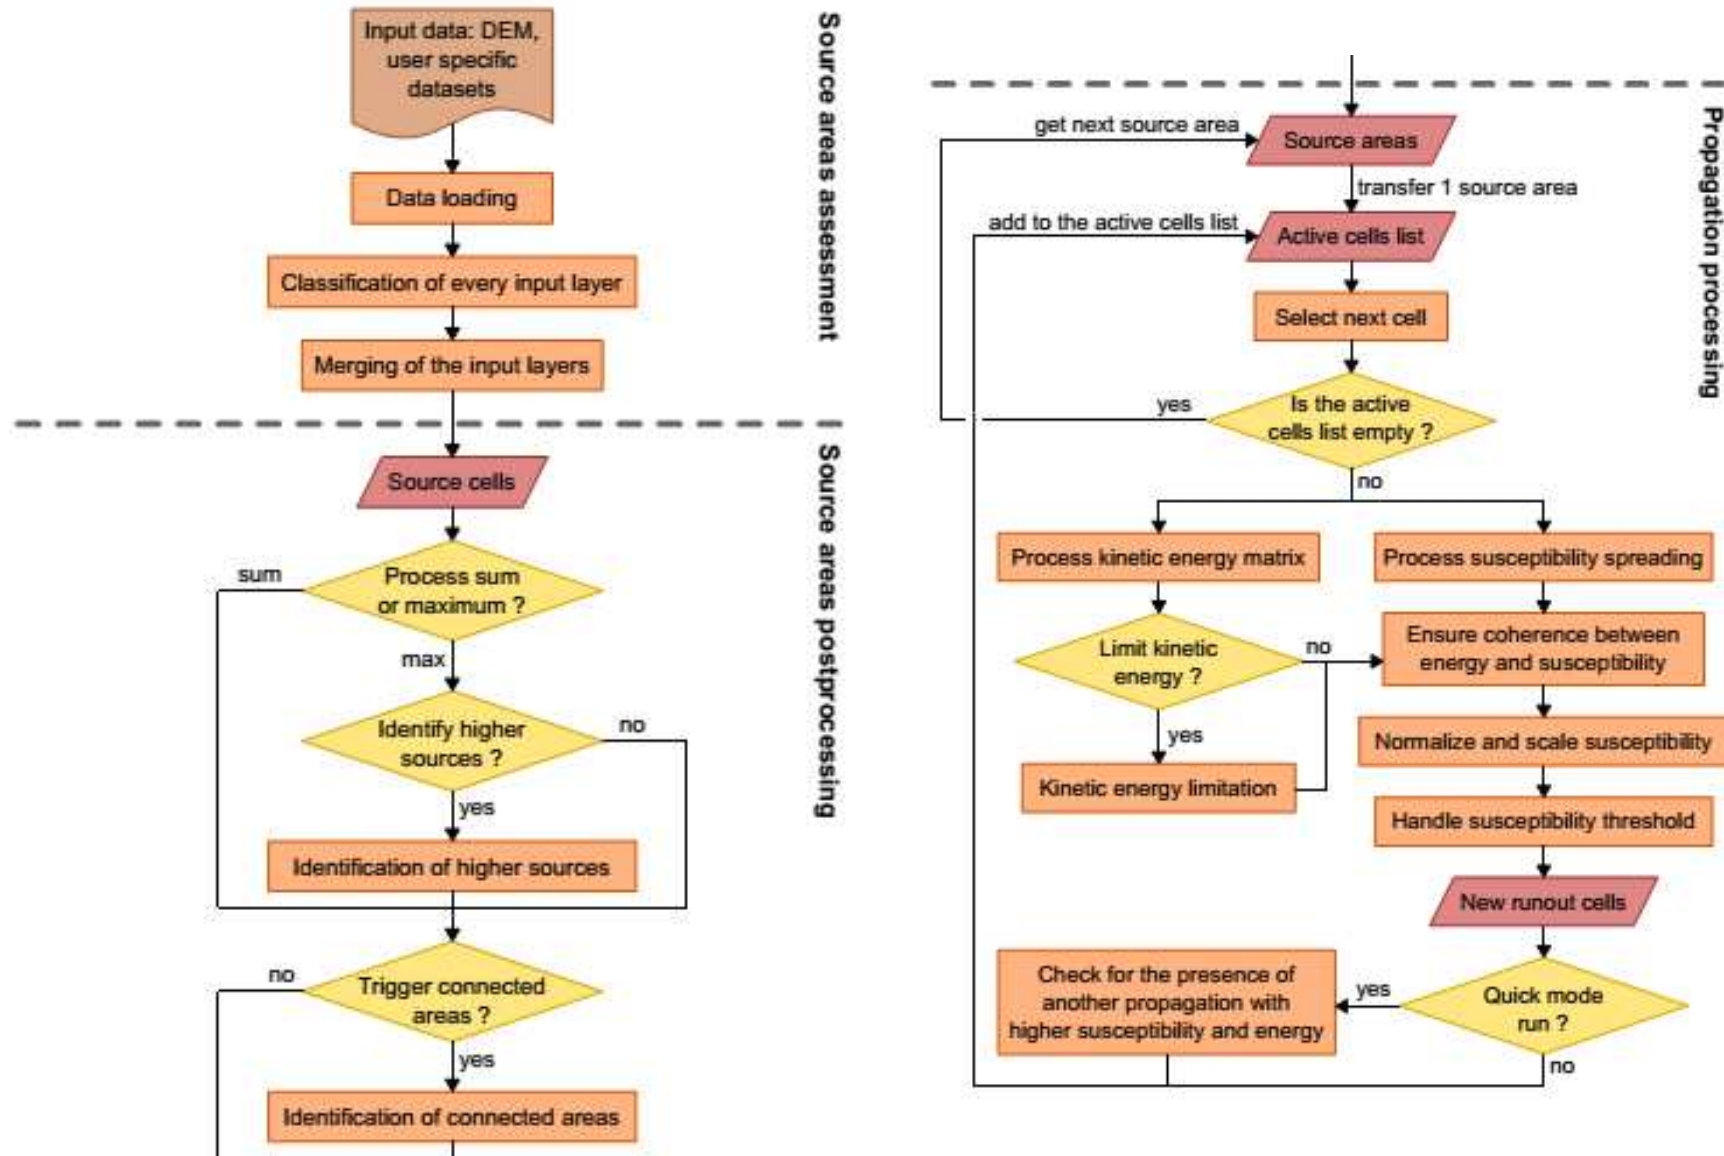 Input data: DEM,
user specific
datasets
Data loading
Classification of every input layer
Merging of the input layers
Source areas assessment
Source cells
Process sum
or maximum ?
sum
max
Identify higher
sources ?
no
yes
Identification of higher sources
Trigger connected
areas ?
no
yes
Identification of connected areas
Source areas postprocessing
get next source area
Source areas
transfer 1 source area
add to the active cells list
Active cells list
Select next cell
Is the active
cells list empty ?
yes
no
Process kinetic energy matrix
Process susceptibility spreading
Limit kinetic
energy ?
no
yes
Kinetic energy limitation
Ensure coherence between
energy and susceptibility
Normalize and scale susceptibility
Handle susceptibility threshold
New runout cells
Quick mode
run ?
yes
no
Check for the presence of
another propagation with
higher susceptibility and energy
Propagation processing